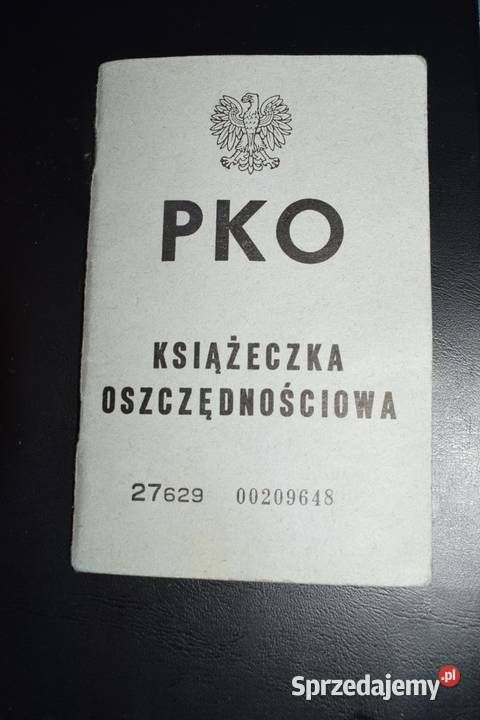 PKO
KSIĄŻECZKA
OSZCZĘDNOŚCIOWA
27629 00209648
Sprzedajemy.pl